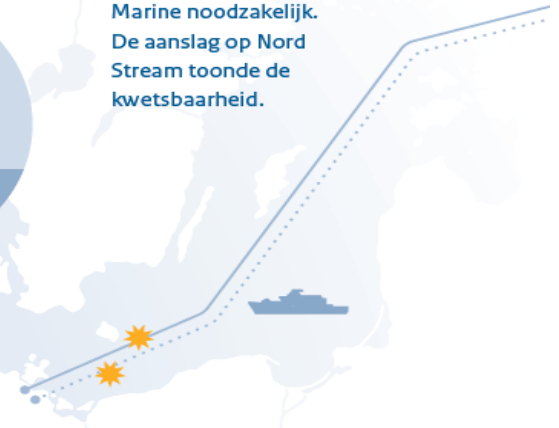 Marine noodzakelijk.
De aanslag op Nord
Stream toonde de
kwetsbaarheid.